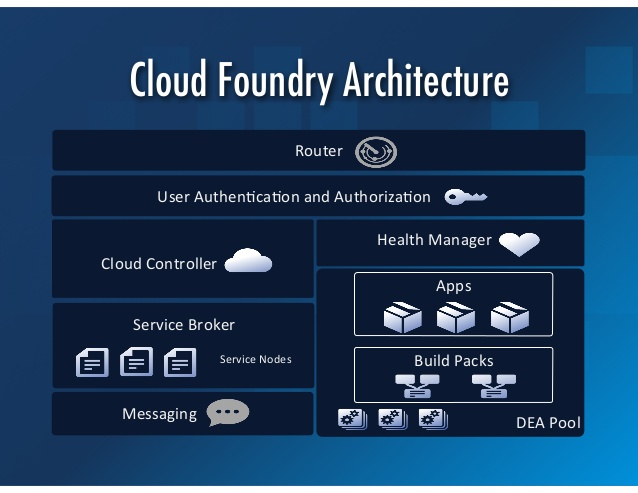 Cloud Foundry Architecture
Router
User Authentication and Authorization
Cloud Controller
Health Manager
Apps
Service Broker
Service Nodes
Build Packs
Messaging
DEA Pool